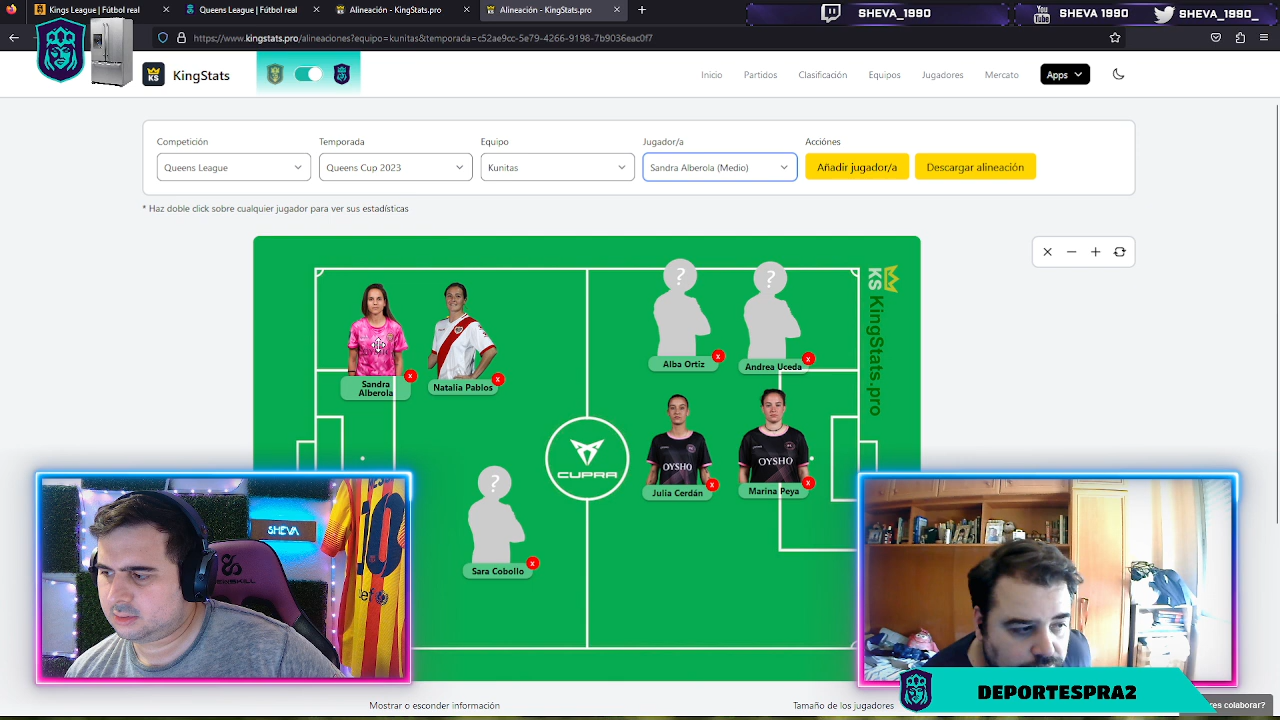 Kings League | Fútbol real
Queens League | Fútbol real
Alineación - KingStats.pro
Alineación - KingStats.pro
SHEVA_1990
YouTube
SHEVA 1990
SHEVA_1990_
https://www.kingstats.pro/alineaciones?equipo=kunitas&temporada=c52ae9cc-5e79-4266-9198-7b9036eac0f7
KS
KingStats
Inicio
Partidos
Clasificación
Equipos
Jugadores
Mercato
Apps
Competición
Temporada
Equipo
Jugador/a
Acciónes
Queens League
Queens Cup 2023
Kunitas
Sandra Alberola (Medio)
Añadir jugador/a
Descargar alineación
* Haz doble click sobre cualquier jugador para ver sus estadísticas
KS KingStats.pro
?
?
Alba Ortiz
x
Andrea Uceda
x
Sandra
Alberola
x
Natalia Pablos
x
CUPRA
OYSHO
OYSHO
Julia Cerdán
x
Marina Peya
x
?
Sara Cobollo
x
SHEVA
DEPORTESPRA2
Mostrar o esconder información
Tamaño de los jugadores
res colaborar?